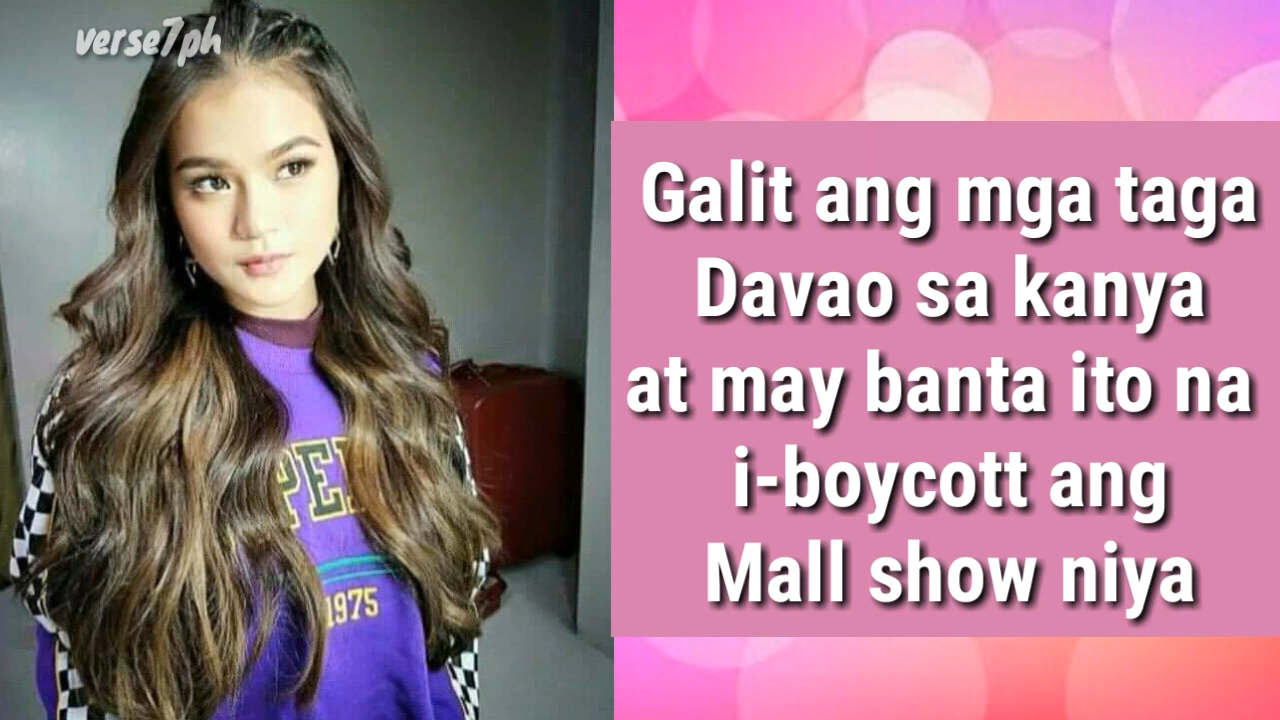 verse7ph
Galit ang mga taga
Davao sa kanya
at may banta ito na
i-boycott ang
Mall show niya
PE
1975